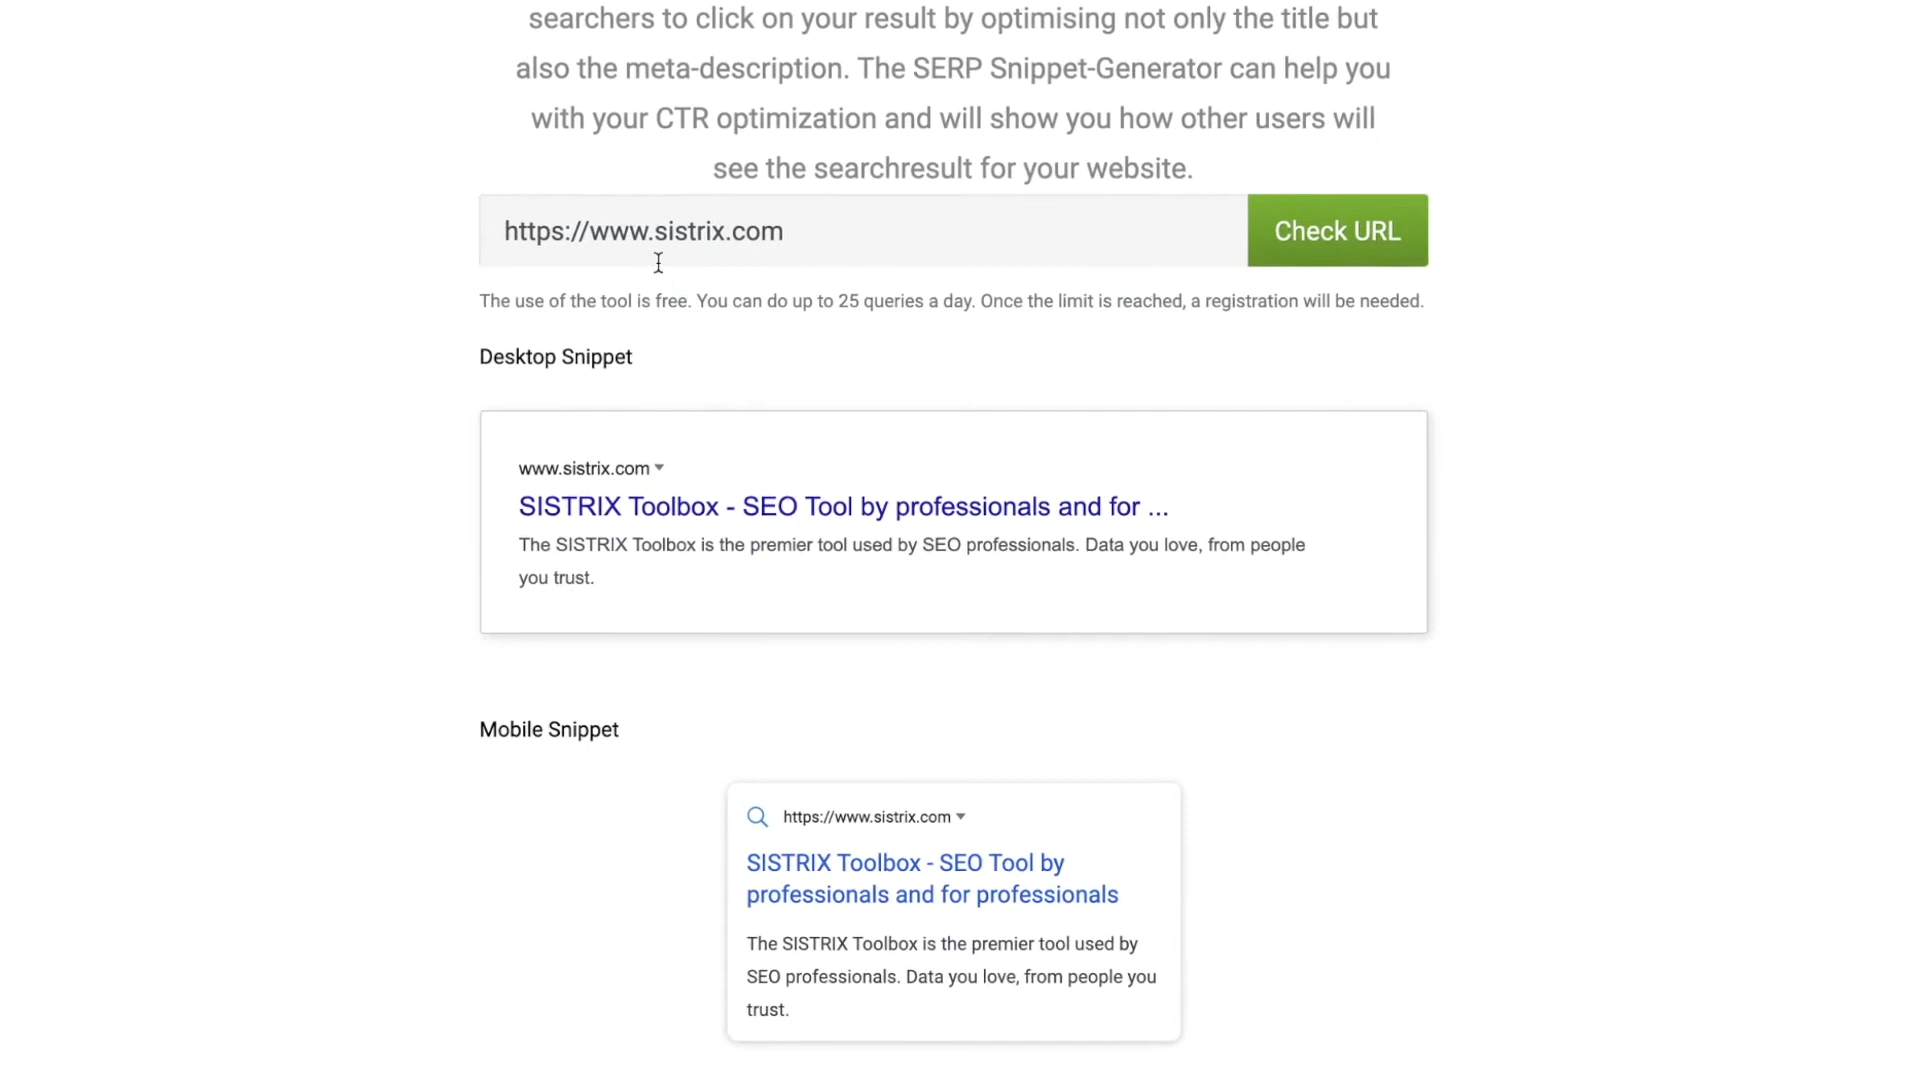 searchers to click on your result by optimising not only the title but
also the meta-description. The SERP Snippet-Generator can help you
with your CTR optimization and will show you how other users will
see the searchresult for your website.
https://www.sistrix.com
Check URL
The use of the tool is free. You can do up to 25 queries a day. Once the limit is reached, a registration will be needed.
Desktop Snippet
www.sistrix.com
SISTRIX Toolbox - SEO Tool by professionals and for ...
The SISTRIX Toolbox is the premier tool used by SEO professionals. Data you love, from people
you trust.
Mobile Snippet
https://www.sistrix.com
SISTRIX Toolbox - SEO Tool by
professionals and for professionals
The SISTRIX Toolbox is the premier tool used by
SEO professionals. Data you love, from people you
trust.